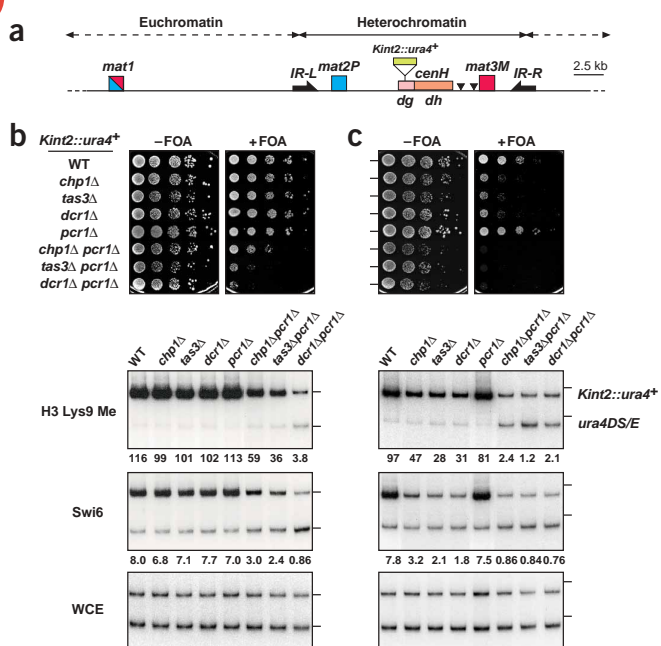 a
Euchromatin
Heterochromatin
Kint2::ura4+
mat1
IR-L
mat2P
cenH
mat3M
IR-R
2.5 kb
dg
dh
b
Kint2::ura4+
–FOA
+FOA
c
–FOA
+FOA
WT
chp1Δ
tas3Δ
dcr1Δ
pcr1Δ
chp1Δ pcr1Δ
tas3Δ pcr1Δ
dcr1Δ pcr1Δ
WT
chp1Δ
tas3Δ
dcr1Δ
pcr1Δ
chp1Δpcr1Δ
tas3Δpcr1Δ
dcr1Δpcr1Δ
WT
chp1Δ
tas3Δ
dcr1Δ
pcr1Δ
chp1Δpcr1Δ
tas3Δpcr1Δ
dcr1Δpcr1Δ
H3 Lys9 Me
Kint2::ura4+
ura4DS/E
116 99 101 102 113 59 36 3.8
97 47 28 31 81 2.4 1.2 2.1
Swi6
8.0 6.8 7.1 7.7 7.0 3.0 2.4 0.86
7.8 3.2 2.1 1.8 7.5 0.86 0.84 0.76
WCE